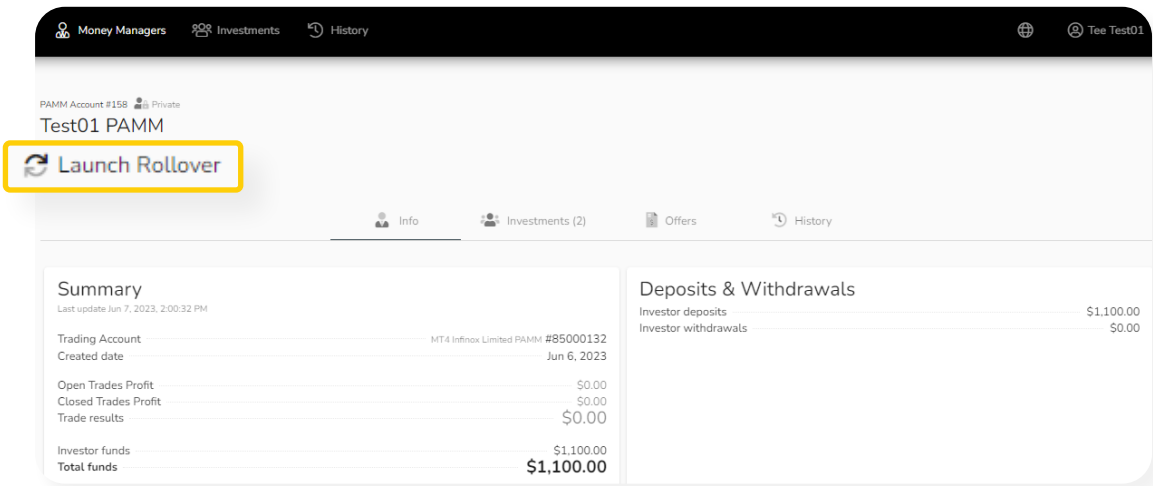 Money Managers Investments History Tee Test01
PAMM Account #158 Private
Test01 PAMM
Launch Rollover
Info Investments (2) Offers History
Summary
Last update Jun 7, 2023, 2:00:32 PM
Trading Account MT4 Infinox Limited PAMM #85000132
Created date Jun 6, 2023
Open Trades Profit $0.00
Closed Trades Profit $0.00
Trade results $0.00
Investor funds $1,100.00
Total funds $1,100.00
Deposits & Withdrawals
Investor deposits $1,100.00
Investor withdrawals $0.00